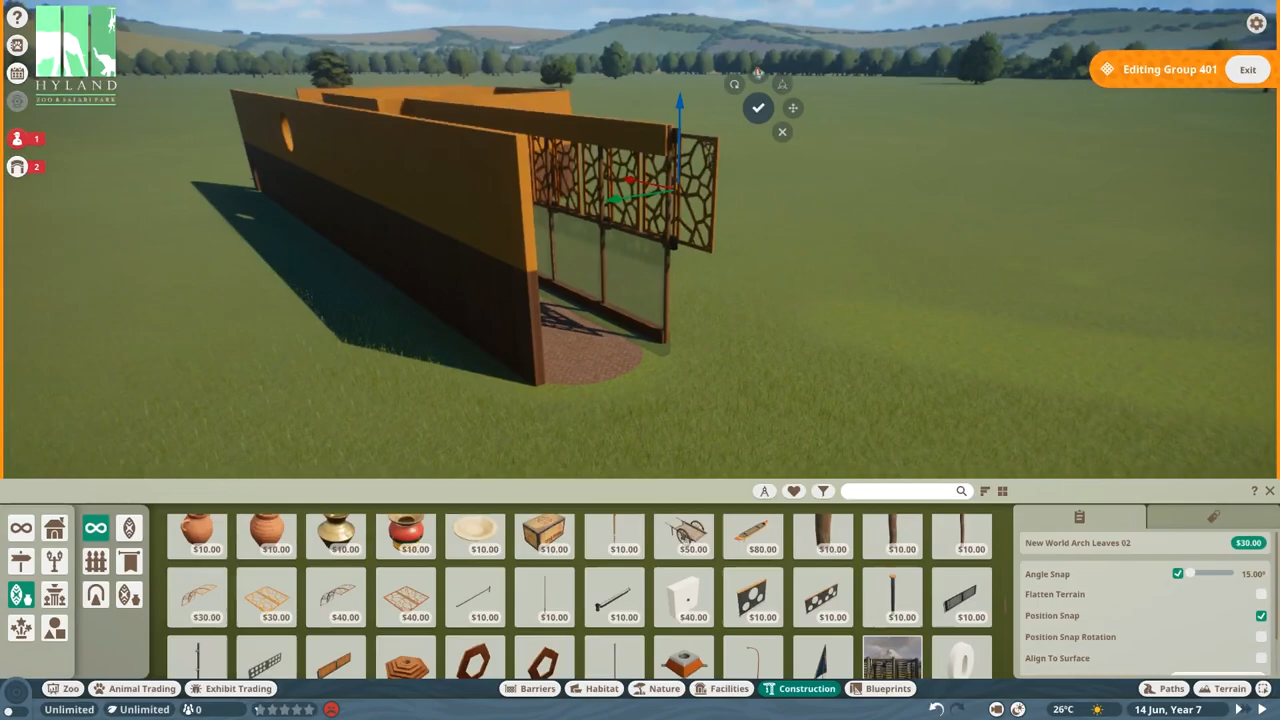 ?
HYLAND
ZOO & SAFARI PARK
Editing Group 401
Exit
1
2
? ×
$10.00 $10.00 $10.00 $10.00 $10.00 $10.00 $10.00 $50.00 $80.00 $10.00 $10.00 $10.00
New World Arch Leaves 02 $30.00
Angle Snap 15.00°
Flatten Terrain
$30.00 $30.00 $40.00 $40.00 $10.00 $10.00 $10.00 $40.00 $10.00 $10.00 $10.00 $10.00
Position Snap
Position Snap Rotation
Align To Surface
Zoo Animal Trading Exhibit Trading Barriers Habitat Nature Facilities Construction Blueprints Paths Terrain
Unlimited Unlimited 0 26°C 14 Jun, Year 7